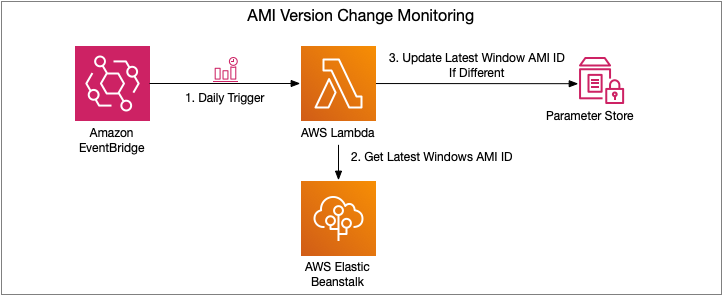 AMI Version Change Monitoring
3. Update Latest Window AMI ID
If Different
1. Daily Trigger
Amazon
EventBridge
AWS Lambda
Parameter Store
2. Get Latest Windows AMI ID
AWS Elastic
Beanstalk